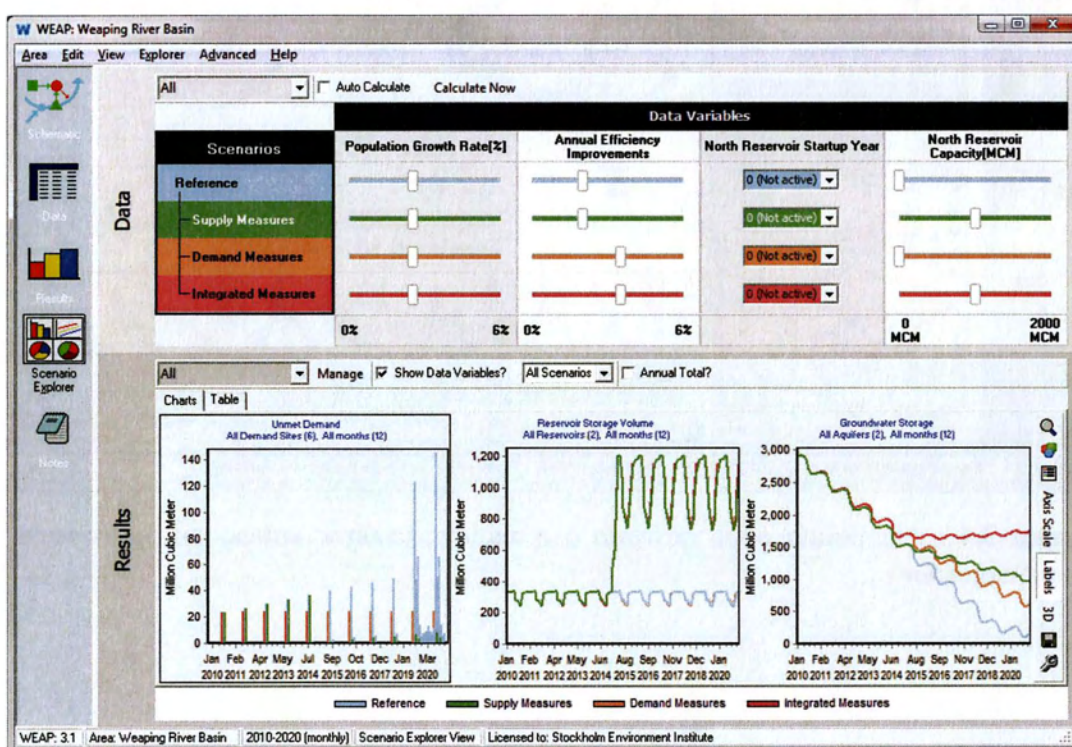 WEAP: Weaping River Basin
Area Edit View Explorer Advanced Help
Schematic
Data
Results
Scenario Explorer
Notes
Data
All
Auto Calculate
Calculate Now
Data Variables
Scenarios
Population Growth Rate[%]
Annual Efficiency Improvements
North Reservoir Startup Year
North Reservoir Capacity[MCM]
Reference
0 (Not active)
Supply Measures
0 (Not active)
Demand Measures
0 (Not active)
Integrated Measures
0 (Not active)
0% 6% 0% 6% 0 MCM 2000 MCM
Results
All
Manage
Show Data Variables?
All Scenarios
Annual Total?
Charts Table
Unmet Demand
All Demand Sites (6), All months (12)
Million Cubic Meter
140
120
100
80
60
40
20
0
Jan Feb Apr May Jul Sep Oct Dec Jan Mar
2010 2011 2012 2013 2014 2015 2016 2017 2019 2020
Reservoir Storage Volume
All Reservoirs (2), All months (12)
Million Cubic Meter
1,200
1,000
800
600
400
200
0
Jan Jan May May Jun Aug Sep Nov Dec Jan
2010 2011 2012 2013 2014 2015 2016 2017 2018 2020
Groundwater Storage
All Aquifers (2), All months (12)
Million Cubic Meter
3,000
2,500
2,000
1,500
1,000
500
0
Jan Feb Apr May Jun Aug Sep Nov Dec Jan
2010 2011 2012 2013 2014 2015 2016 2017 2018 2020
Axis Scale
Labels
3D
Reference Supply Measures Demand Measures Integrated Measures
WEAP: 3.1 Area: Weaping River Basin 2010-2020 (monthly) Scenario Explorer View Licensed to: Stockholm Environment Institute